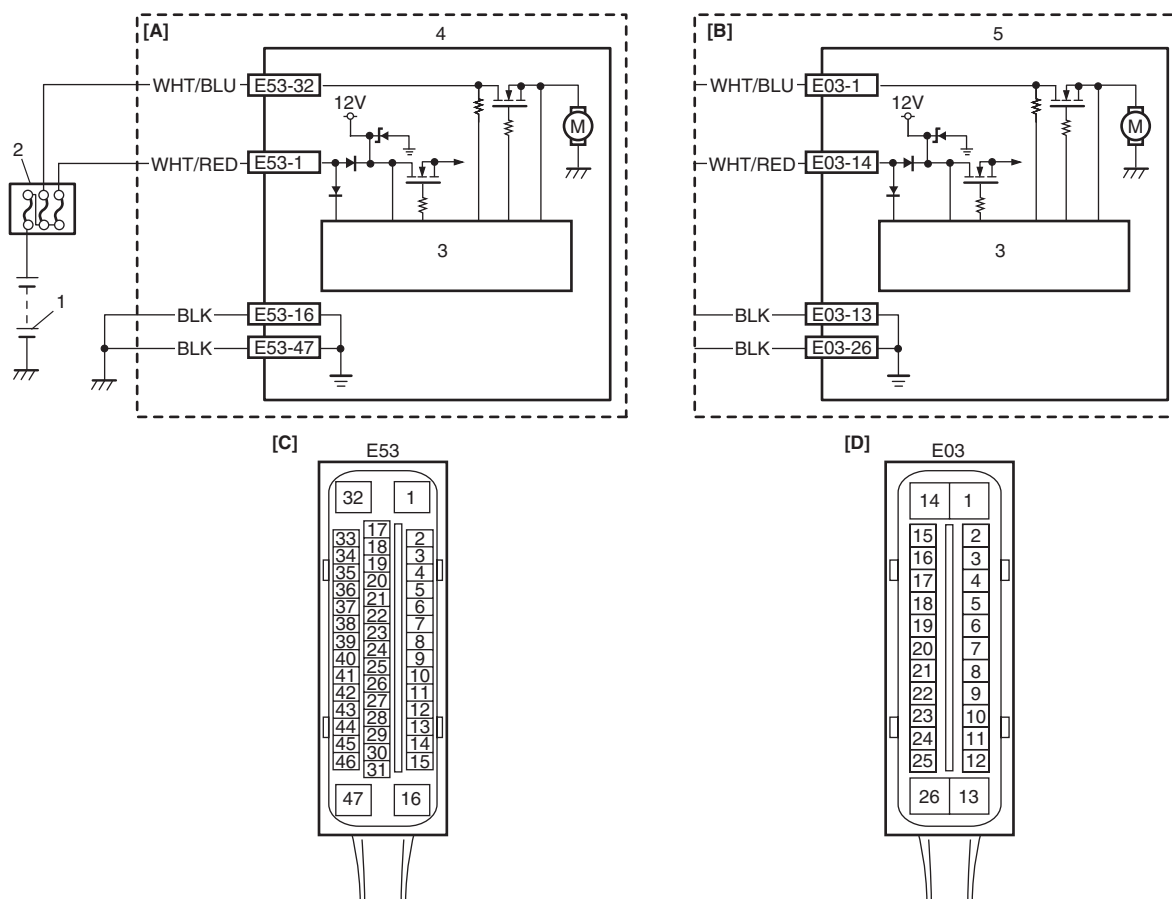 [A]
4
WHT/BLU
E53-32
12V
M
WHT/RED
E53-1
2
3
1
BLK
E53-16
BLK
E53-47
[B]
5
WHT/BLU
E03-1
12V
M
WHT/RED
E03-14
3
BLK
E03-13
BLK
E03-26
[C]
E53
32 1
17
33 2
18
34 3
19
35 4
20
36 5
21
37 6
22
38 7
23
39 8
24
40 9
25
41 10
26
42 11
27
43 12
28
44 13
29
45 14
30
46 15
31
47 16
[D]
E03
14 1
15 2
16 3
17 4
18 5
19 6
20 7
21 8
22 9
23 10
24 11
25 12
26 13